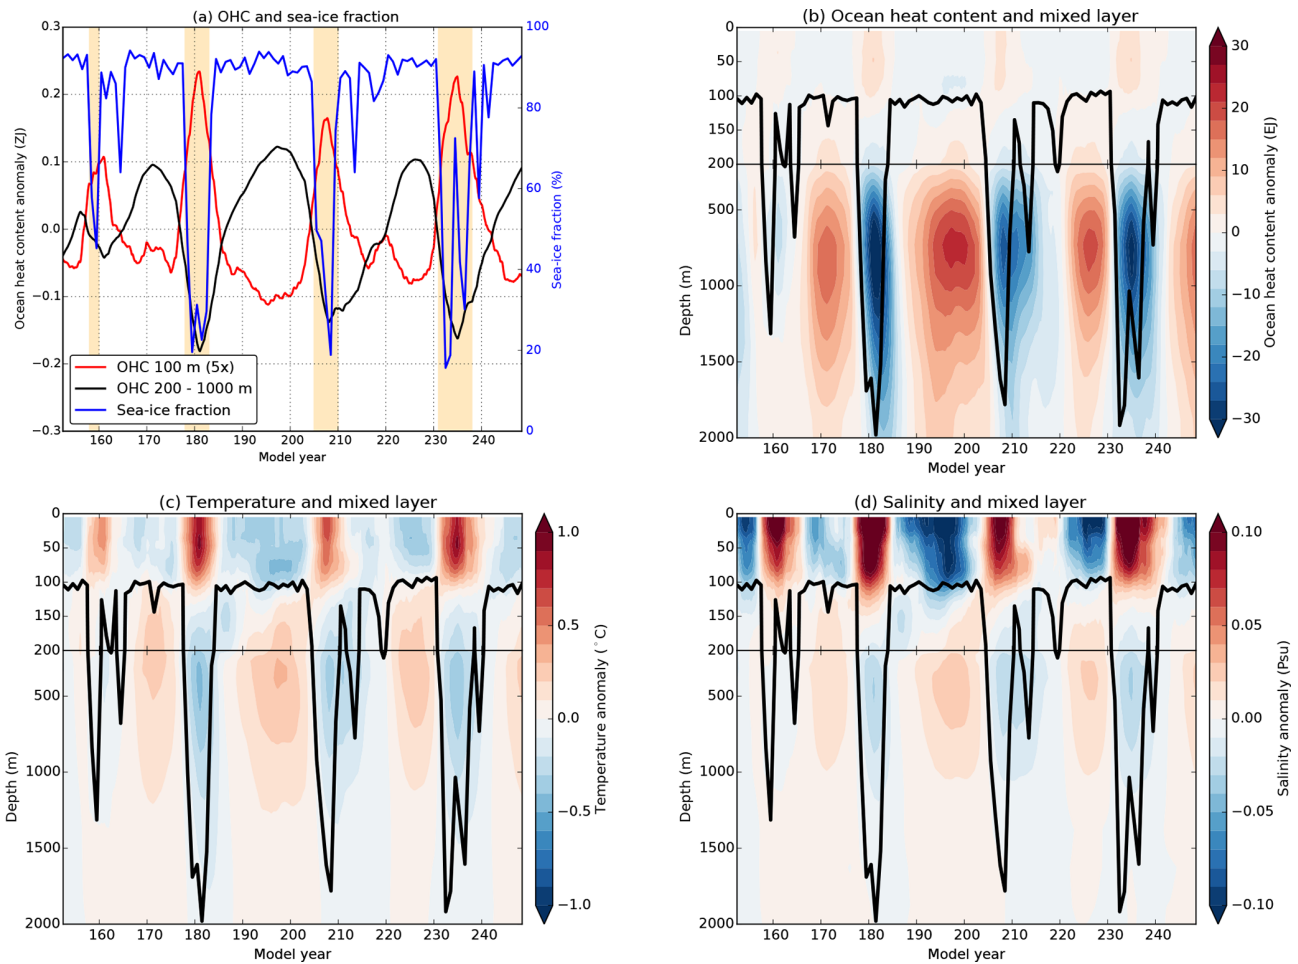 (a) OHC and sea-ice fraction
0.3
0.2
0.1
0.0
−0.1
−0.2
−0.3
Ocean heat content anomaly (ZJ)
100
80
60
40
20
0
Sea-ice fraction (%)
OHC 100 m (5x)
OHC 200 - 1000 m
Sea-ice fraction
160 170 180 190 200 210 220 230 240
Model year
(b) Ocean heat content and mixed layer
0
50
100
150
200
500
1000
1500
2000
Depth (m)
160 170 180 190 200 210 220 230 240
Model year
30
20
10
0
−10
−20
−30
Ocean heat content anomaly (EJ)
(c) Temperature and mixed layer
0
50
100
150
200
500
1000
1500
2000
Depth (m)
160 170 180 190 200 210 220 230 240
Model year
1.0
0.5
0.0
−0.5
−1.0
Temperature anomaly (°C)
(d) Salinity and mixed layer
0
50
100
150
200
500
1000
1500
2000
Depth (m)
160 170 180 190 200 210 220 230 240
Model year
0.10
0.05
0.00
−0.05
−0.10
Salinity anomaly (Psu)